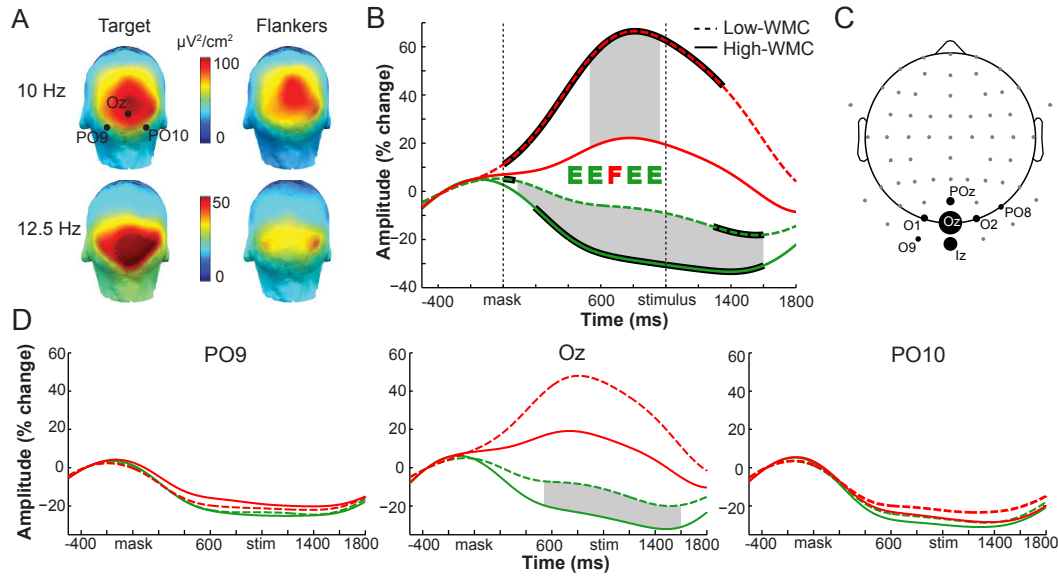 A
Target
Flankers
µV²/cm²
10 Hz
100
0
Oz
PO9
PO10
12.5 Hz
50
0
B
Amplitude (% change)
60
40
20
0
−20
−40
Low-WMC
High-WMC
EEFEE
-400 mask 600 stimulus 1400 1800
Time (ms)
C
POz
PO8
O1 Oz O2
O9
Iz
D
PO9
Amplitude (% change)
60
40
20
0
−20
-400 mask 600 stim 1400 1800
Time (ms)
Oz
60
40
20
0
−20
-400 mask 600 stim 1400 1800
Time (ms)
PO10
60
40
20
0
−20
-400 mask 600 stim 1400 1800
Time (ms)